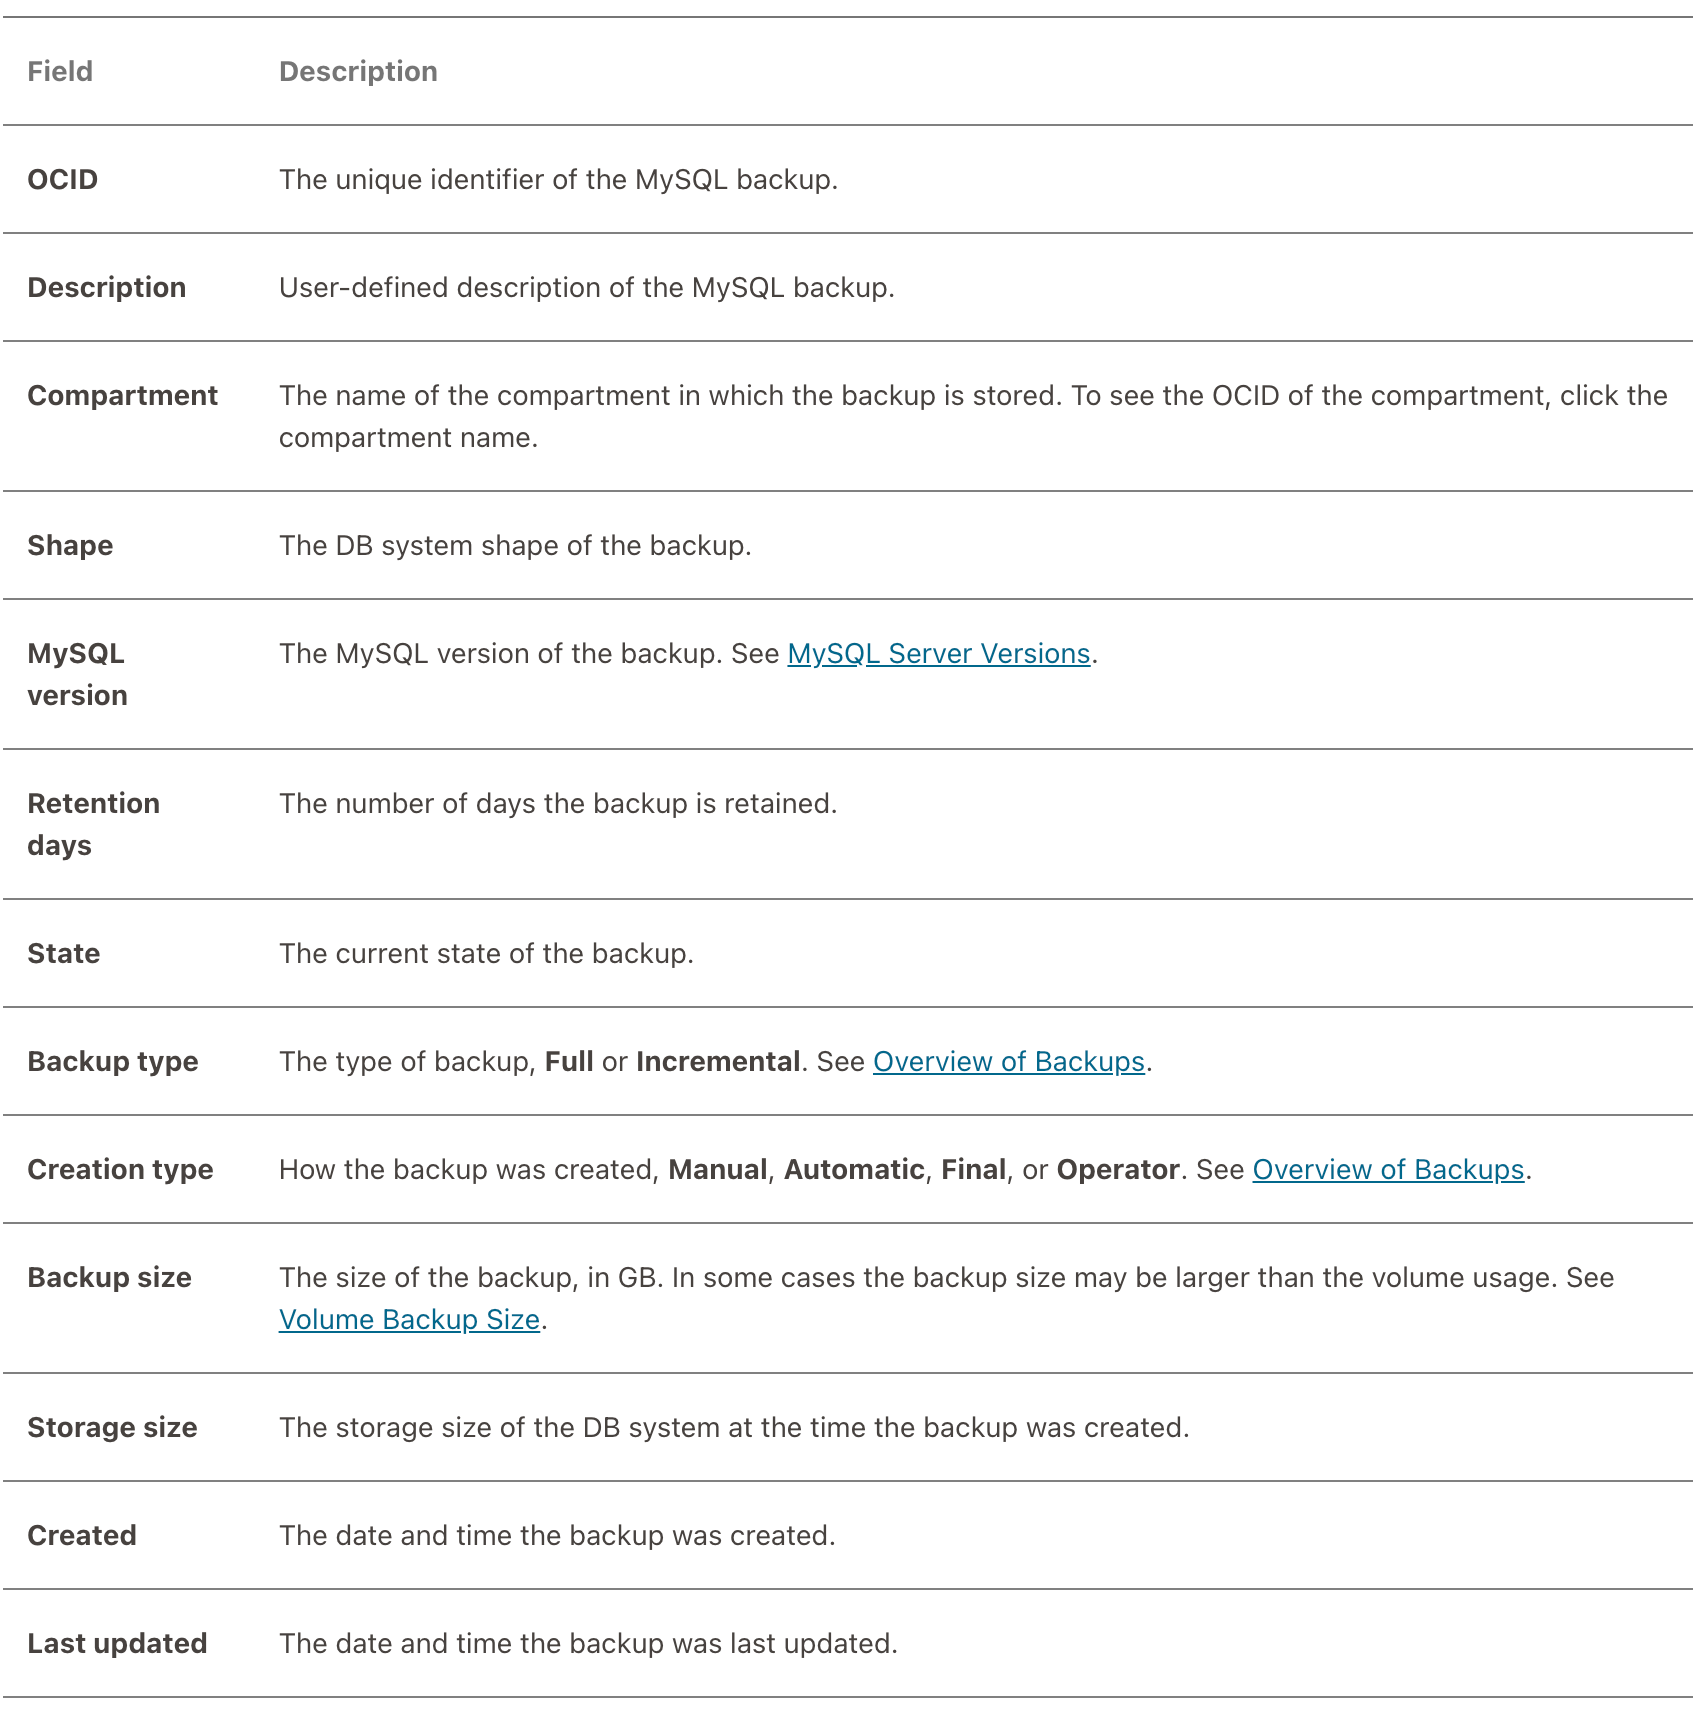 Field Description
OCID The unique identifier of the MySQL backup.
Description User-defined description of the MySQL backup.
Compartment The name of the compartment in which the backup is stored. To see the OCID of the compartment, click the
compartment name.
Shape The DB system shape of the backup.
MySQL The MySQL version of the backup. See MySQL Server Versions.
version
Retention The number of days the backup is retained.
days
State The current state of the backup.
Backup type The type of backup, Full or Incremental. See Overview of Backups.
Creation type How the backup was created, Manual, Automatic, Final, or Operator. See Overview of Backups.
Backup size The size of the backup, in GB. In some cases the backup size may be larger than the volume usage. See
Volume Backup Size.
Storage size The storage size of the DB system at the time the backup was created.
Created The date and time the backup was created.
Last updated The date and time the backup was last updated.